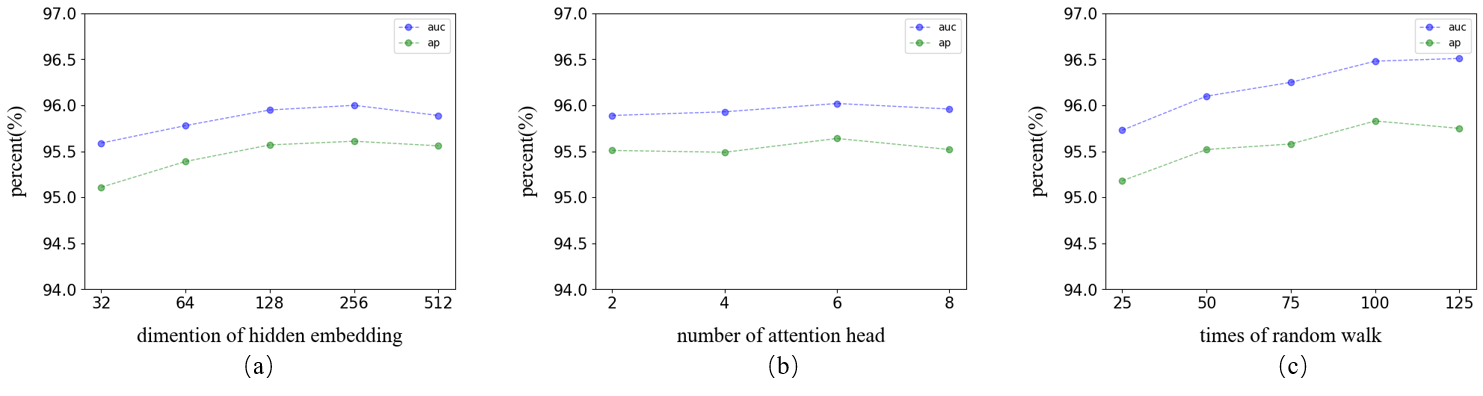 97.0
96.5
96.0
95.5
95.0
94.5
94.0
percent(%)
auc
ap
32 64 128 256 512
dimention of hidden embedding
(a)
97.0
96.5
96.0
95.5
95.0
94.5
94.0
percent(%)
auc
ap
2 4 6 8
number of attention head
(b)
97.0
96.5
96.0
95.5
95.0
94.5
94.0
percent(%)
auc
ap
25 50 75 100 125
times of random walk
(c)